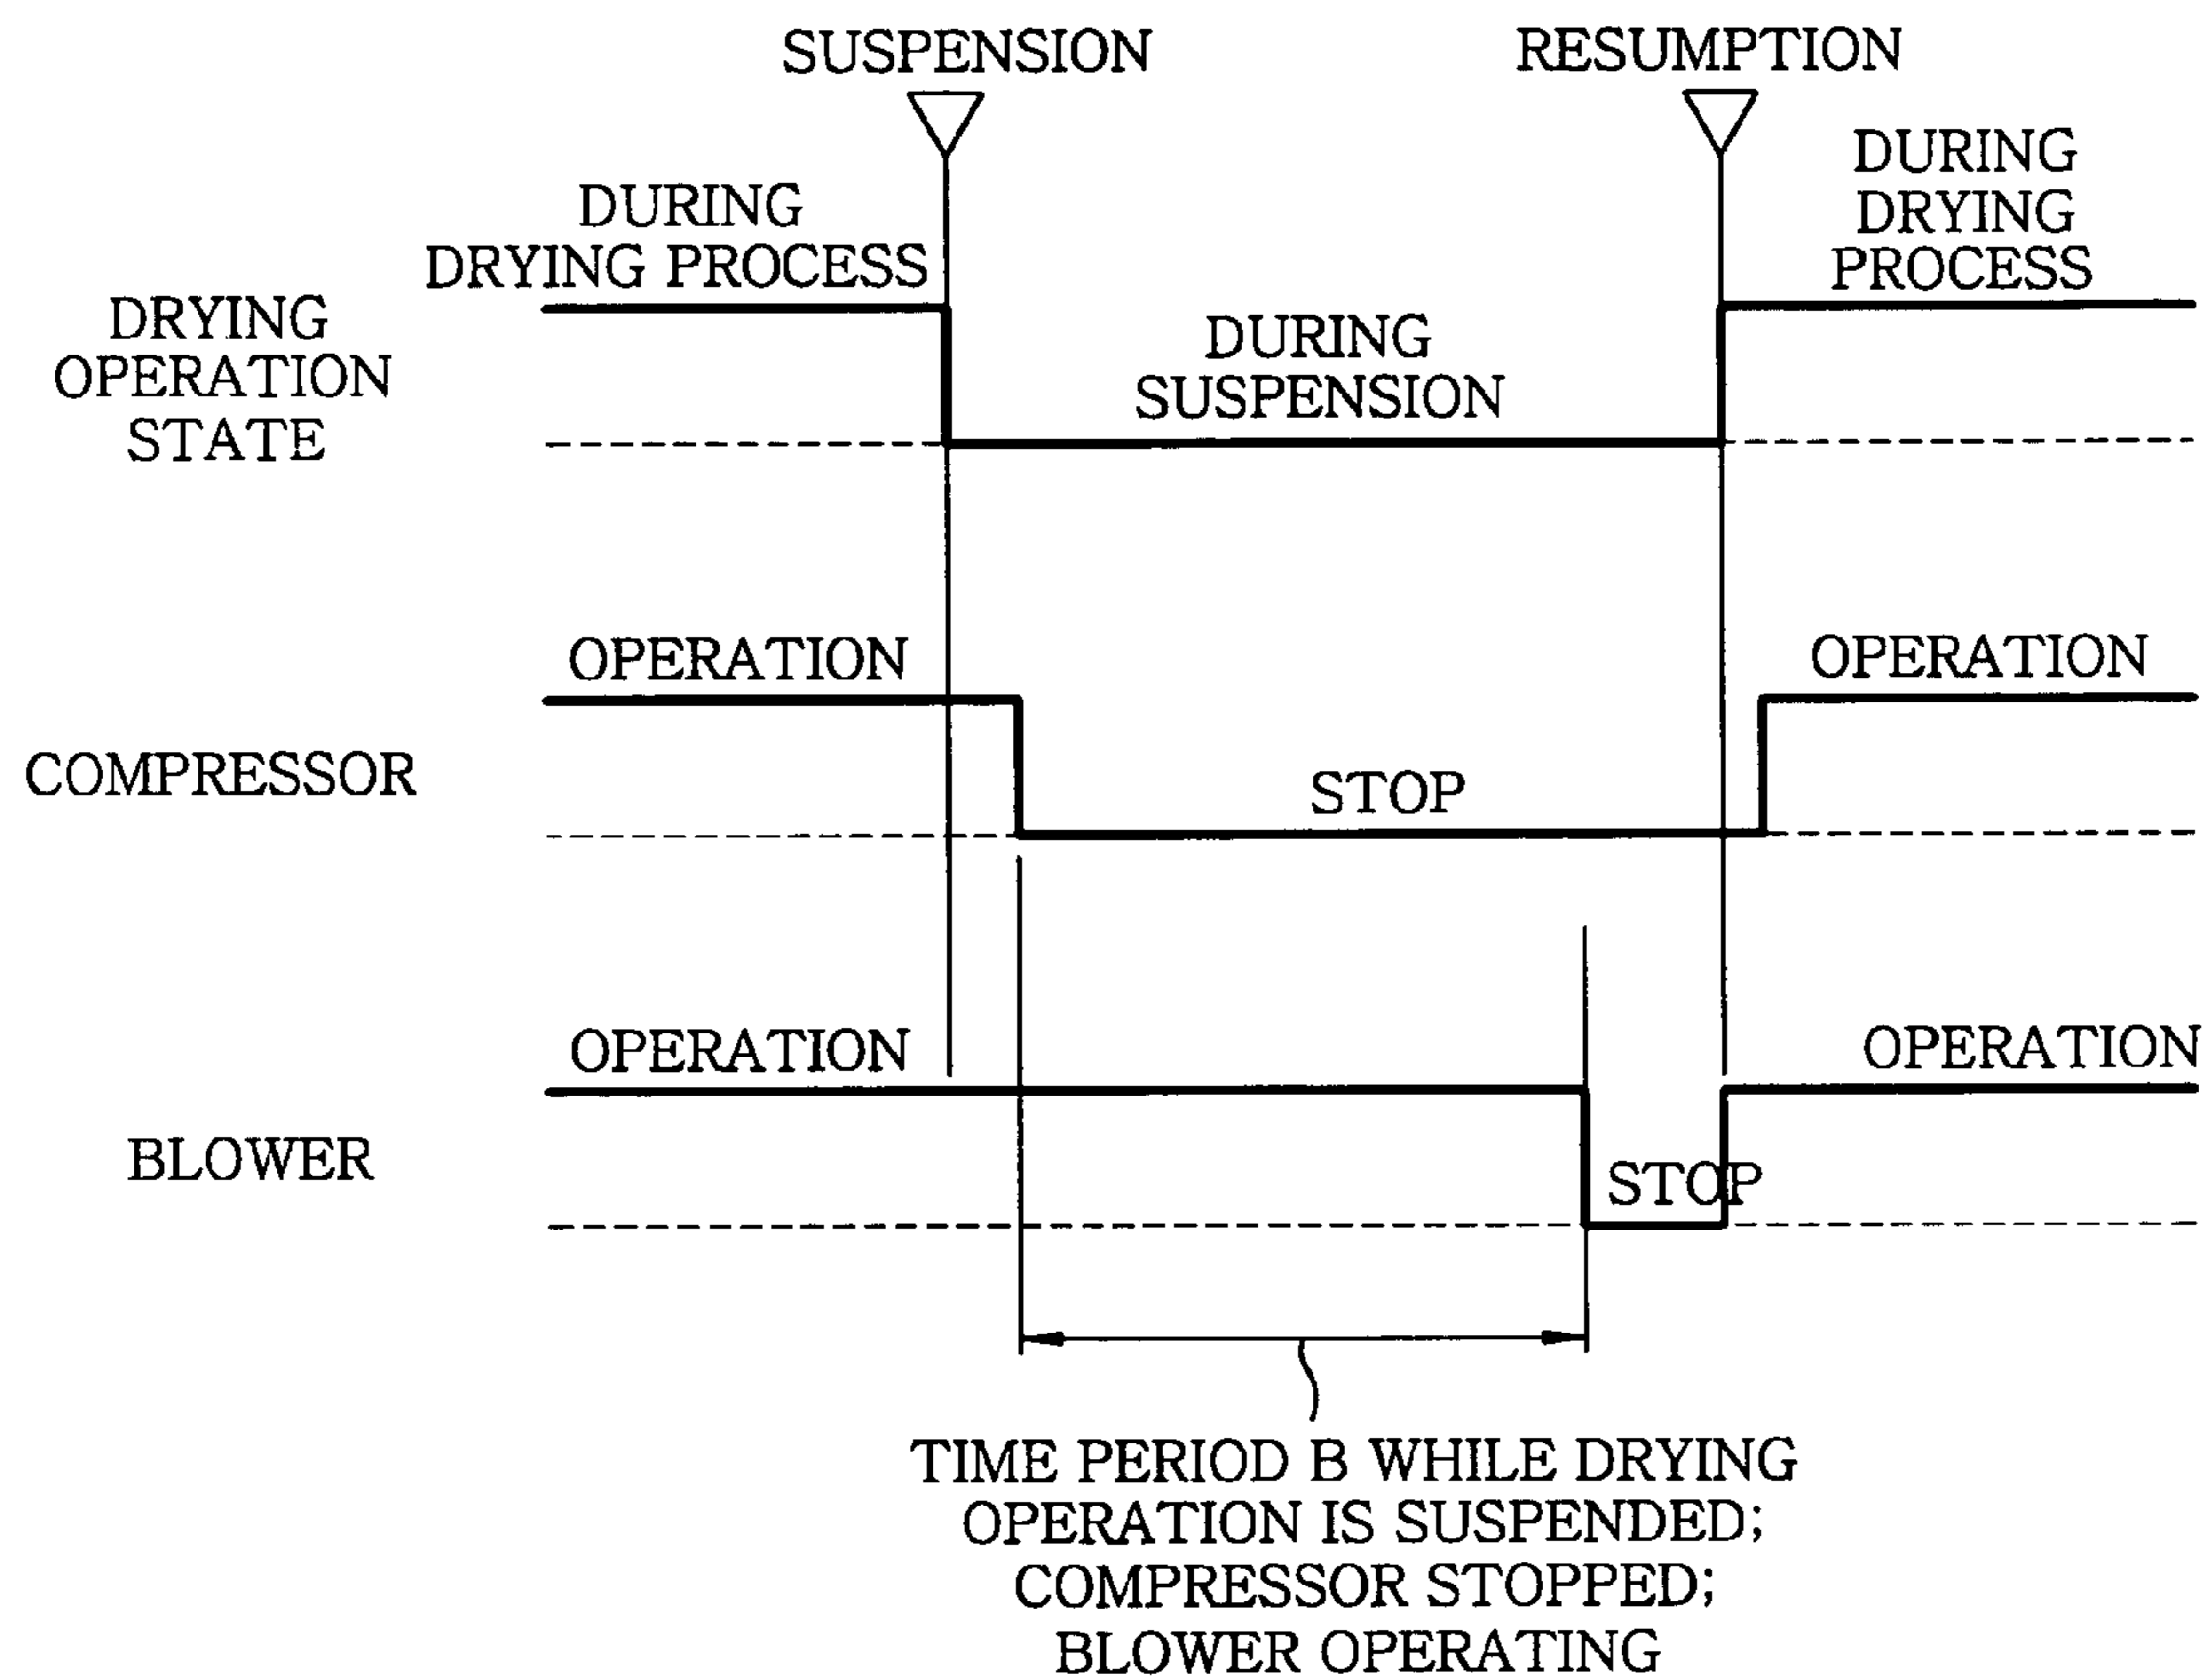 SUSPENSION
RESUMPTION
DURING
DRYING PROCESS
DURING
DRYING
PROCESS
DRYING
OPERATION
STATE
DURING
SUSPENSION
OPERATION
OPERATION
COMPRESSOR
STOP
OPERATION
OPERATION
BLOWER
STOP
TIME PERIOD B WHILE DRYING
OPERATION IS SUSPENDED;
COMPRESSOR STOPPED;
BLOWER OPERATING